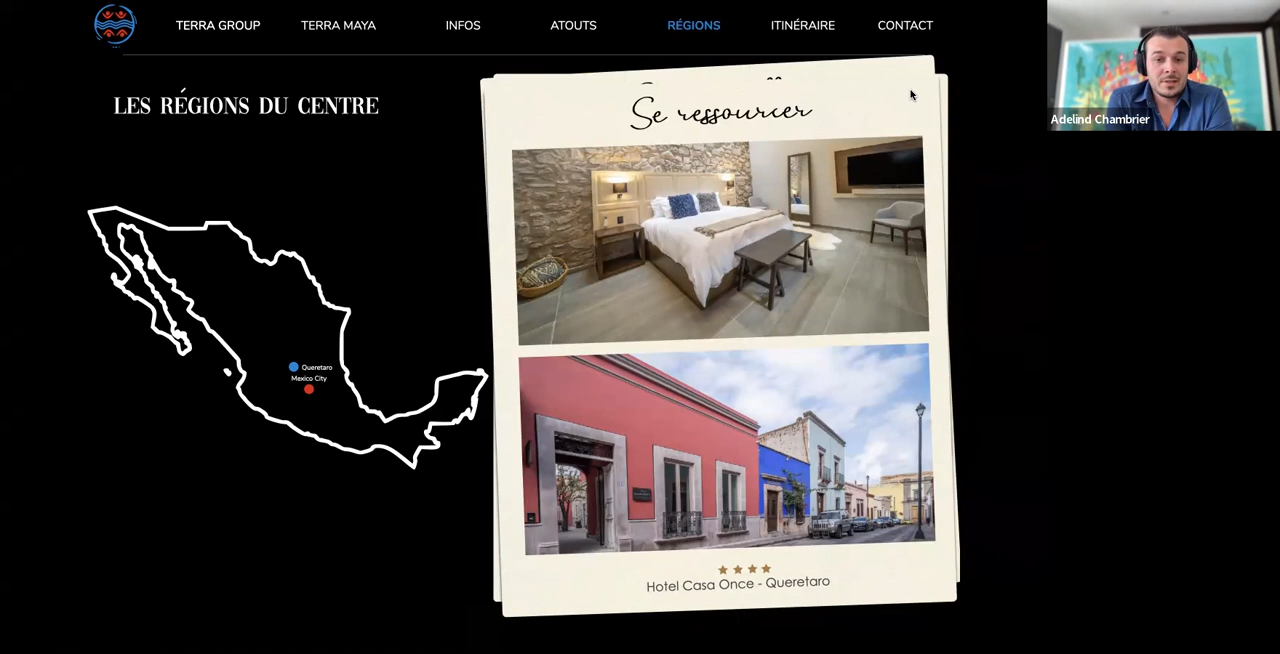 TERRA GROUP TERRA MAYA INFOS ATOUTS RÉGIONS ITINÉRAIRE CONTACT
Adelind Chambrier
LES RÉGIONS DU CENTRE
Se ressourcer
Queretaro
Mexico City
Hotel Casa Once - Queretaro